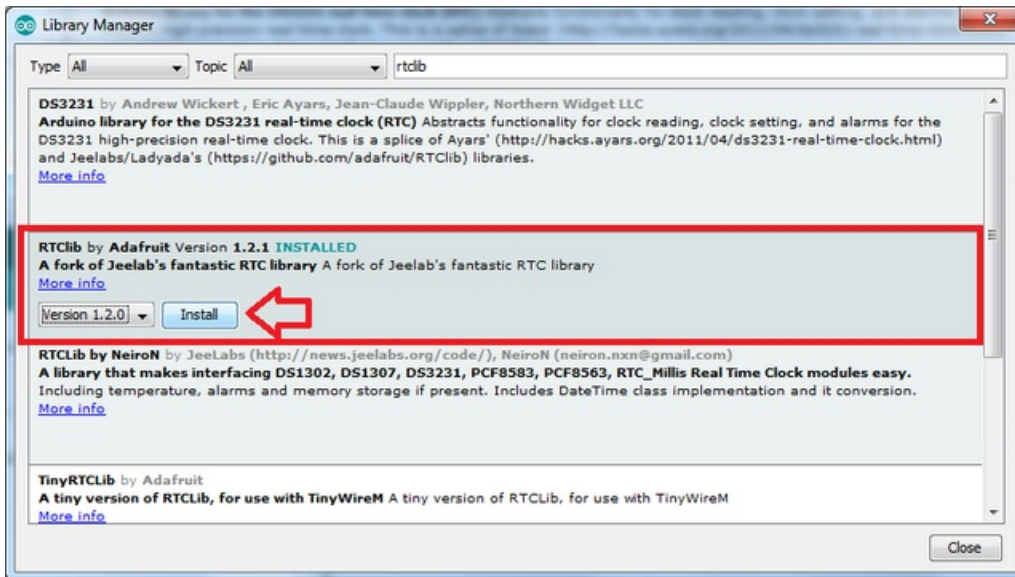 Library Manager
Type All Topic All rtclib
DS3231 by Andrew Wickert , Eric Ayars, Jean-Claude Wippler, Northern Widget LLC
Arduino library for the DS3231 real-time clock (RTC) Abstracts functionality for clock reading, clock setting, and alarms for the
DS3231 high-precision real-time clock. This is a splice of Ayars' (http://hacks.ayars.org/2011/04/ds3231-real-time-clock.html)
and Jeelabs/Ladyada's (https://github.com/adafruit/RTClib) libraries.
More info
RTClib by Adafruit Version 1.2.1 INSTALLED
A fork of Jeelab's fantastic RTC library A fork of Jeelab's fantastic RTC library
More info
Version 1.2.0 Install
RTCLib by NeiroN by JeeLabs (http://news.jeelabs.org/code/), NeiroN (neiron.nxn@gmail.com)
A library that makes interfacing DS1302, DS1307, DS3231, PCF8583, PCF8563, RTC_Millis Real Time Clock modules easy.
Including temperature, alarms and memory storage if present. Includes DateTime class implementation and it conversion.
More info
TinyRTCLib by Adafruit
A tiny version of RTCLib, for use with TinyWireM A tiny version of RTCLib, for use with TinyWireM
More info
Close